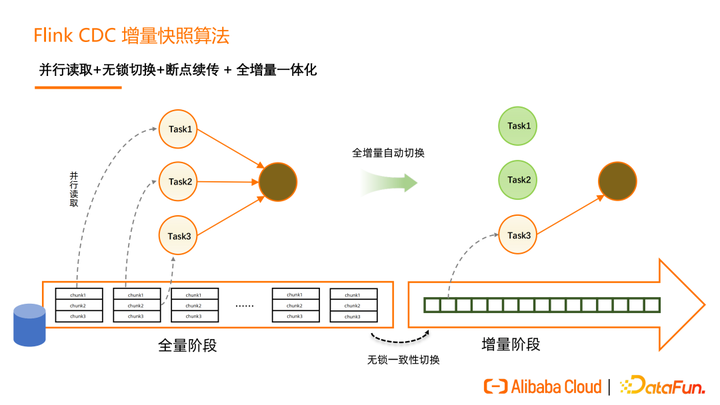 Flink CDC 增量快照算法
并行读取+无锁切换+断点续传 + 全增量一体化
Task1
Task2
Task3
并行读取
全增量自动切换
Task1
Task2
Task3
chunk1
chunk2
chunk3
chunk1
chunk2
chunk3
chunk1
chunk2
chunk3
......
chunk1
chunk2
chunk3
chunk1
chunk2
chunk3
全量阶段
无锁一致性切换
增量阶段
Alibaba Cloud
DataFun.